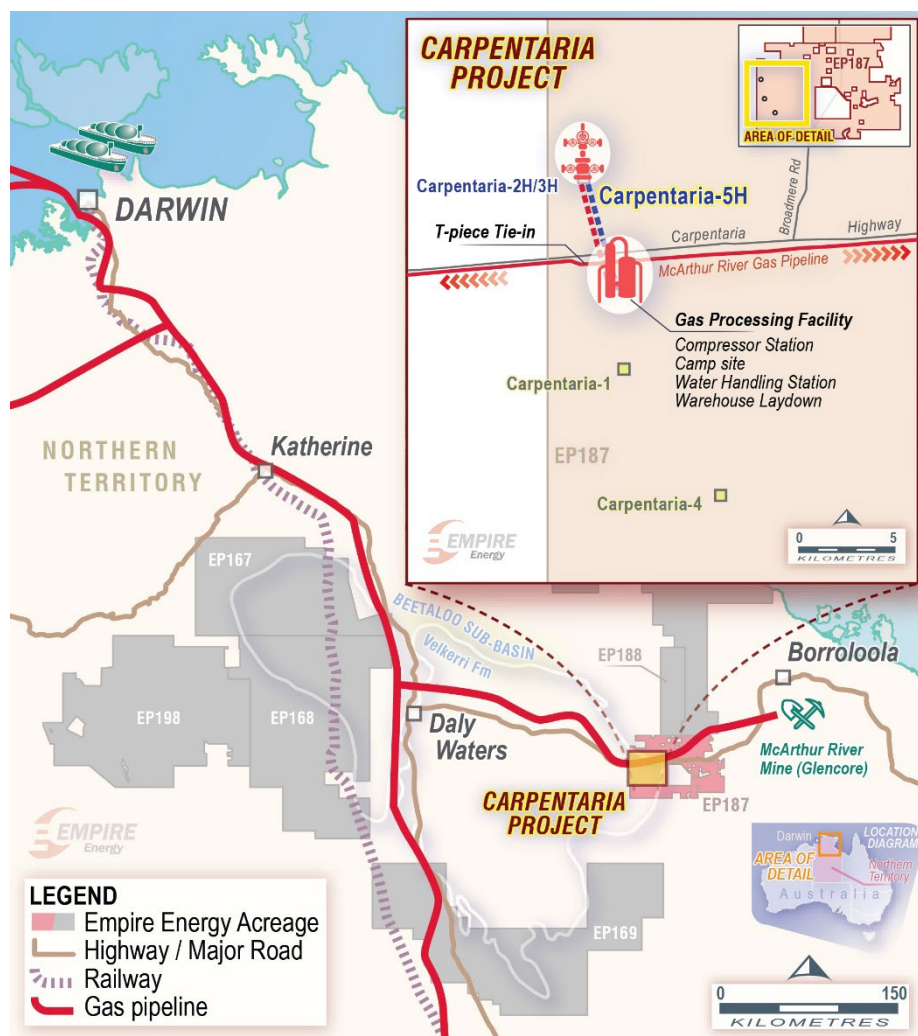 CARPENTARIA
PROJECT
EP187
AREA OF DETAIL
Carpentaria-2H/3H
Carpentaria-5H
Broadmere Rd
T-piece Tie-in
Carpentaria
Highway
McArthur River Gas Pipeline
Gas Processing Facility
Compressor Station
Camp site
Water Handling Station
Warehouse Laydown
Carpentaria-1
EP187
Carpentaria-4
EMPIRE
Energy
0 5
KILOMETRES
DARWIN
NORTHERN
TERRITORY
Katherine
EP167
BEETALOO SUB-BASIN
Velkerri Fm
EP188
Borroloola
EP198
EP168
Daly
Waters
McArthur River
Mine (Glencore)
CARPENTARIA
PROJECT
EP187
EMPIRE
Energy
Darwin
LOCATION
DIAGRAM
AREA OF
DETAIL
Northern
Territory
Australia
EP169
LEGEND
Empire Energy Acreage
Highway / Major Road
Railway
Gas pipeline
0 150
KILOMETRES